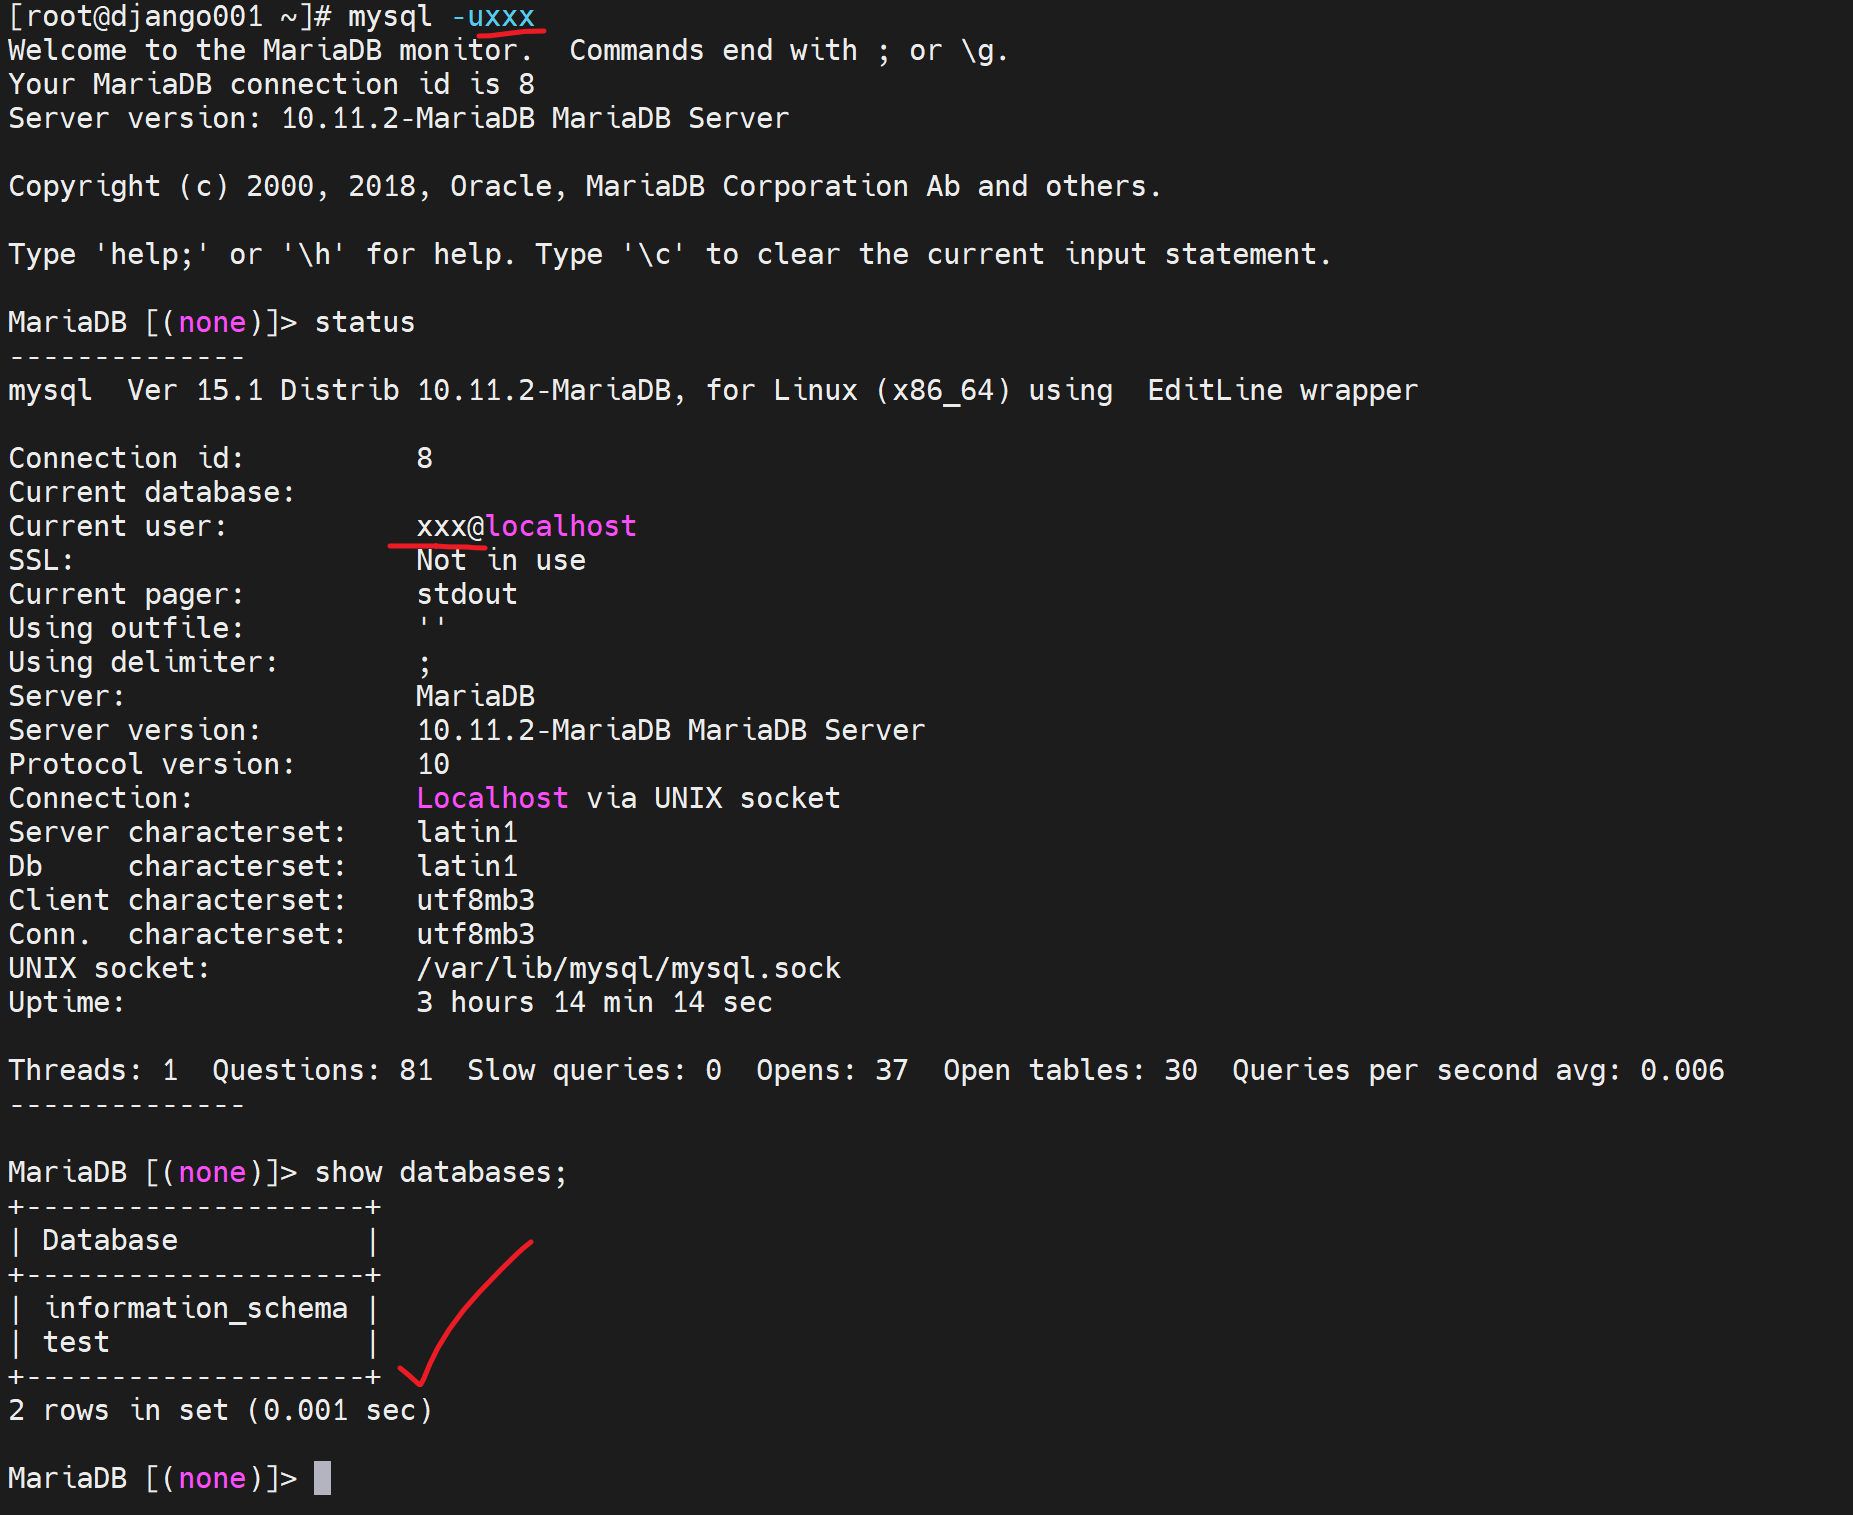 [root@django001 ~]# mysql -uxxx
Welcome to the MariaDB monitor.  Commands end with ; or \g.
Your MariaDB connection id is 8
Server version: 10.11.2-MariaDB MariaDB Server

Copyright (c) 2000, 2018, Oracle, MariaDB Corporation Ab and others.

Type 'help;' or '\h' for help. Type '\c' to clear the current input statement.

MariaDB [(none)]> status
--------------
mysql  Ver 15.1 Distrib 10.11.2-MariaDB, for Linux (x86_64) using  EditLine wrapper

Connection id:          8
Current database:
Current user:           xxx@localhost
SSL:                    Not in use
Current pager:          stdout
Using outfile:          ''
Using delimiter:        ;
Server:                 MariaDB
Server version:         10.11.2-MariaDB MariaDB Server
Protocol version:       10
Connection:             Localhost via UNIX socket
Server characterset:    latin1
Db     characterset:    latin1
Client characterset:    utf8mb3
Conn.  characterset:    utf8mb3
UNIX socket:            /var/lib/mysql/mysql.sock
Uptime:                 3 hours 14 min 14 sec

Threads: 1  Questions: 81  Slow queries: 0  Opens: 37  Open tables: 30  Queries per second avg: 0.006
--------------

MariaDB [(none)]> show databases;
+--------------------+
| Database           |
+--------------------+
| information_schema |
| test               |
+--------------------+
2 rows in set (0.001 sec)

MariaDB [(none)]>